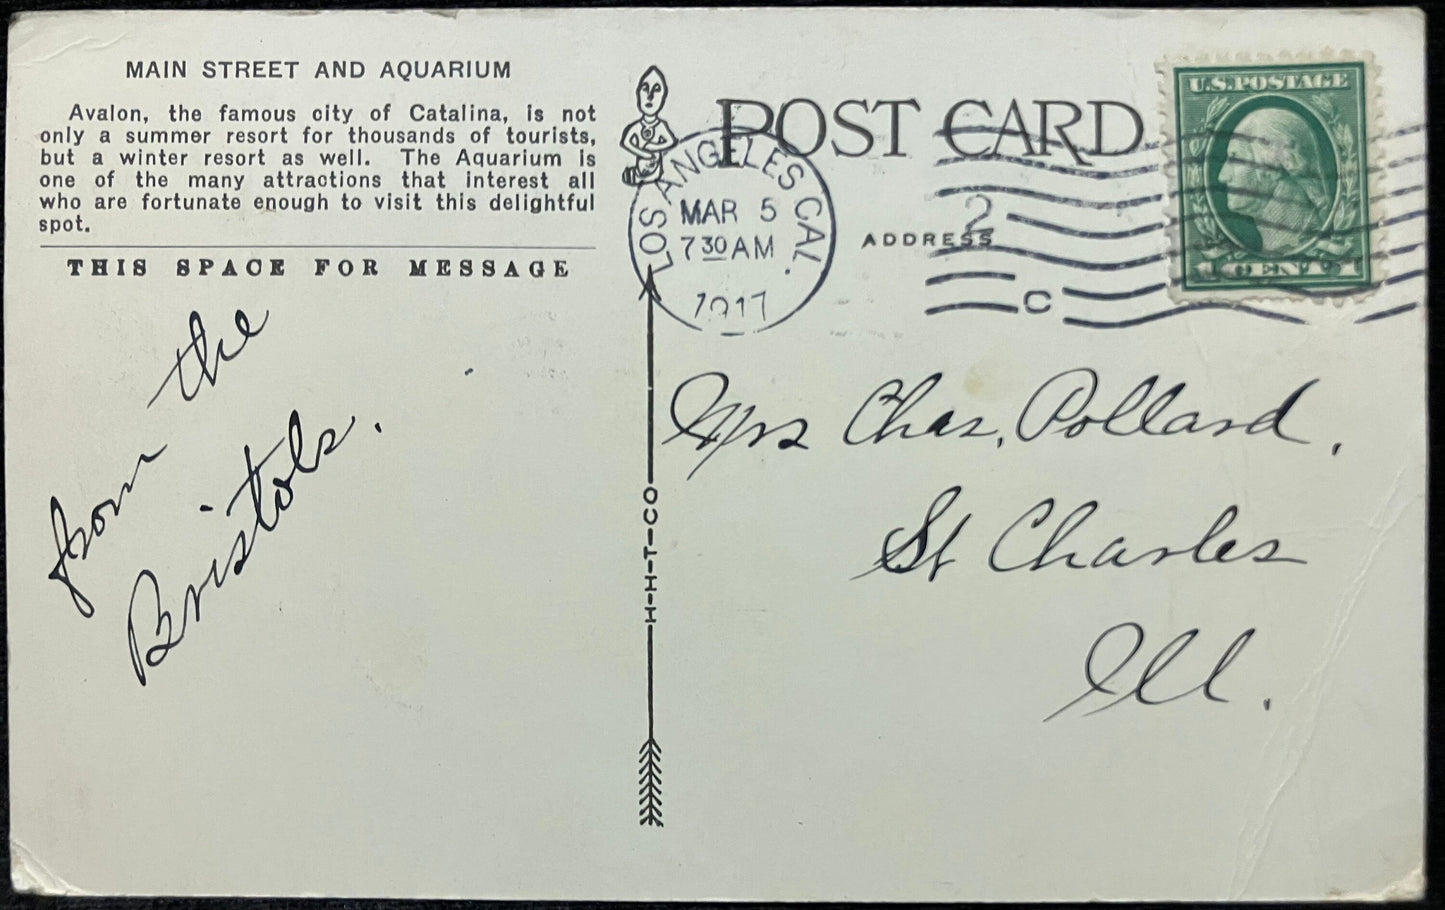 MAIN STREET AND AQUARIUM
Avalon, the famous city of Catalina, is not
only a summer resort for thousands of tourists,
but a winter resort as well. The Aquarium is
one of the many attractions that interest all
who are fortunate enough to visit this delightful
spot.
THIS SPACE FOR MESSAGE
from the
Bristols.
H-H-T-CO
POST CARD
ADDRESS
LOS ANGELES CAL.
MAR 5
7 30 AM
1917
2
C
U.S. POSTAGE
Mrs Chas. Pollard.
St Charles
Ill.